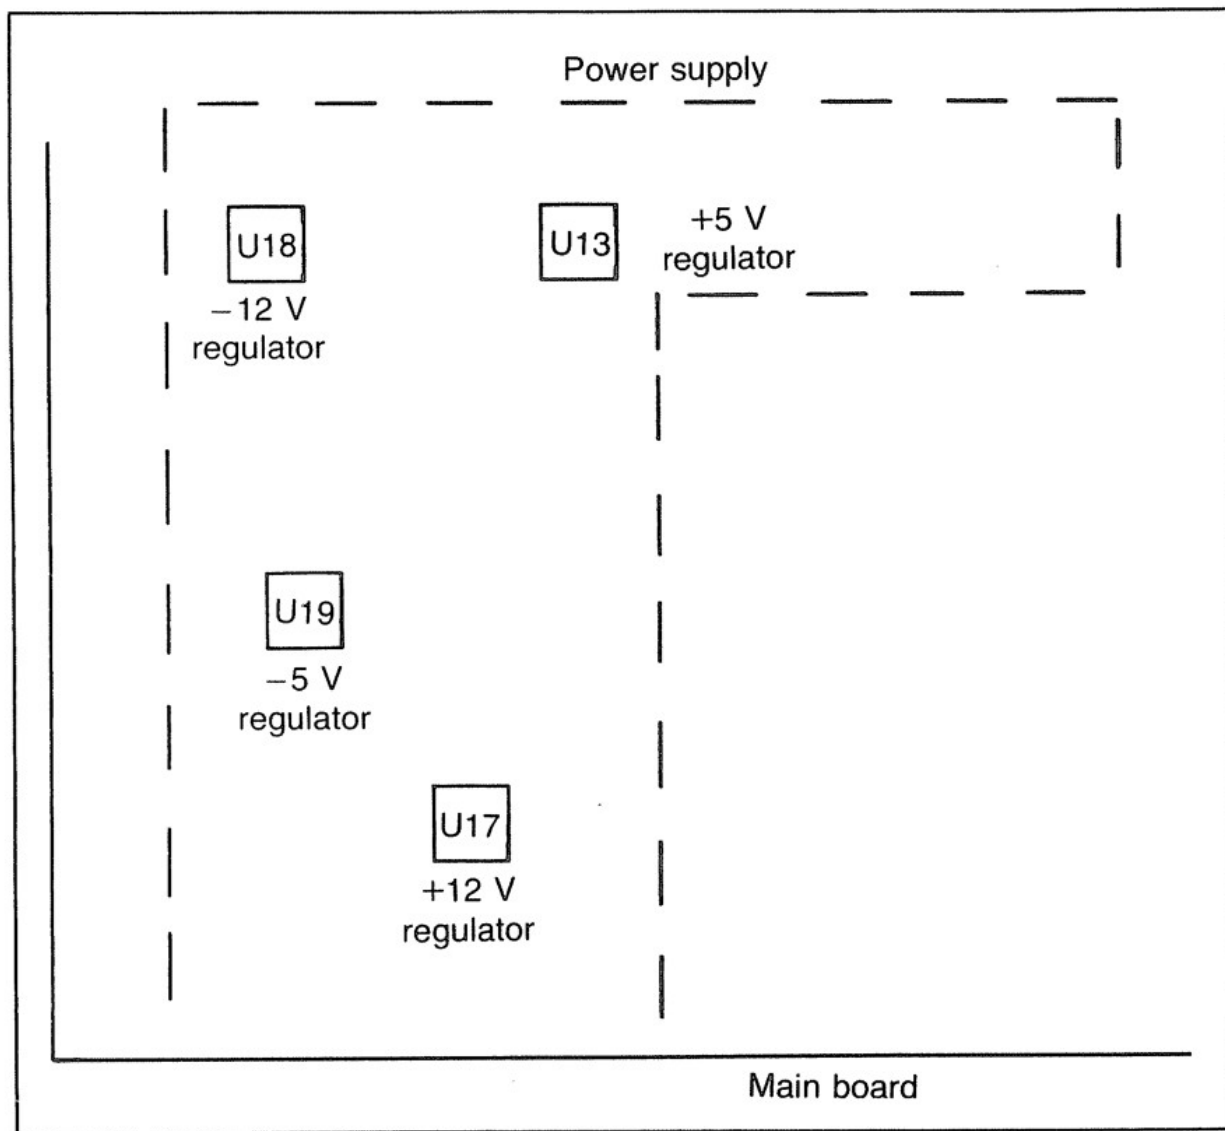 Power supply
U18
−12 V
regulator
U13
+5 V
regulator
U19
−5 V
regulator
U17
+12 V
regulator
Main board